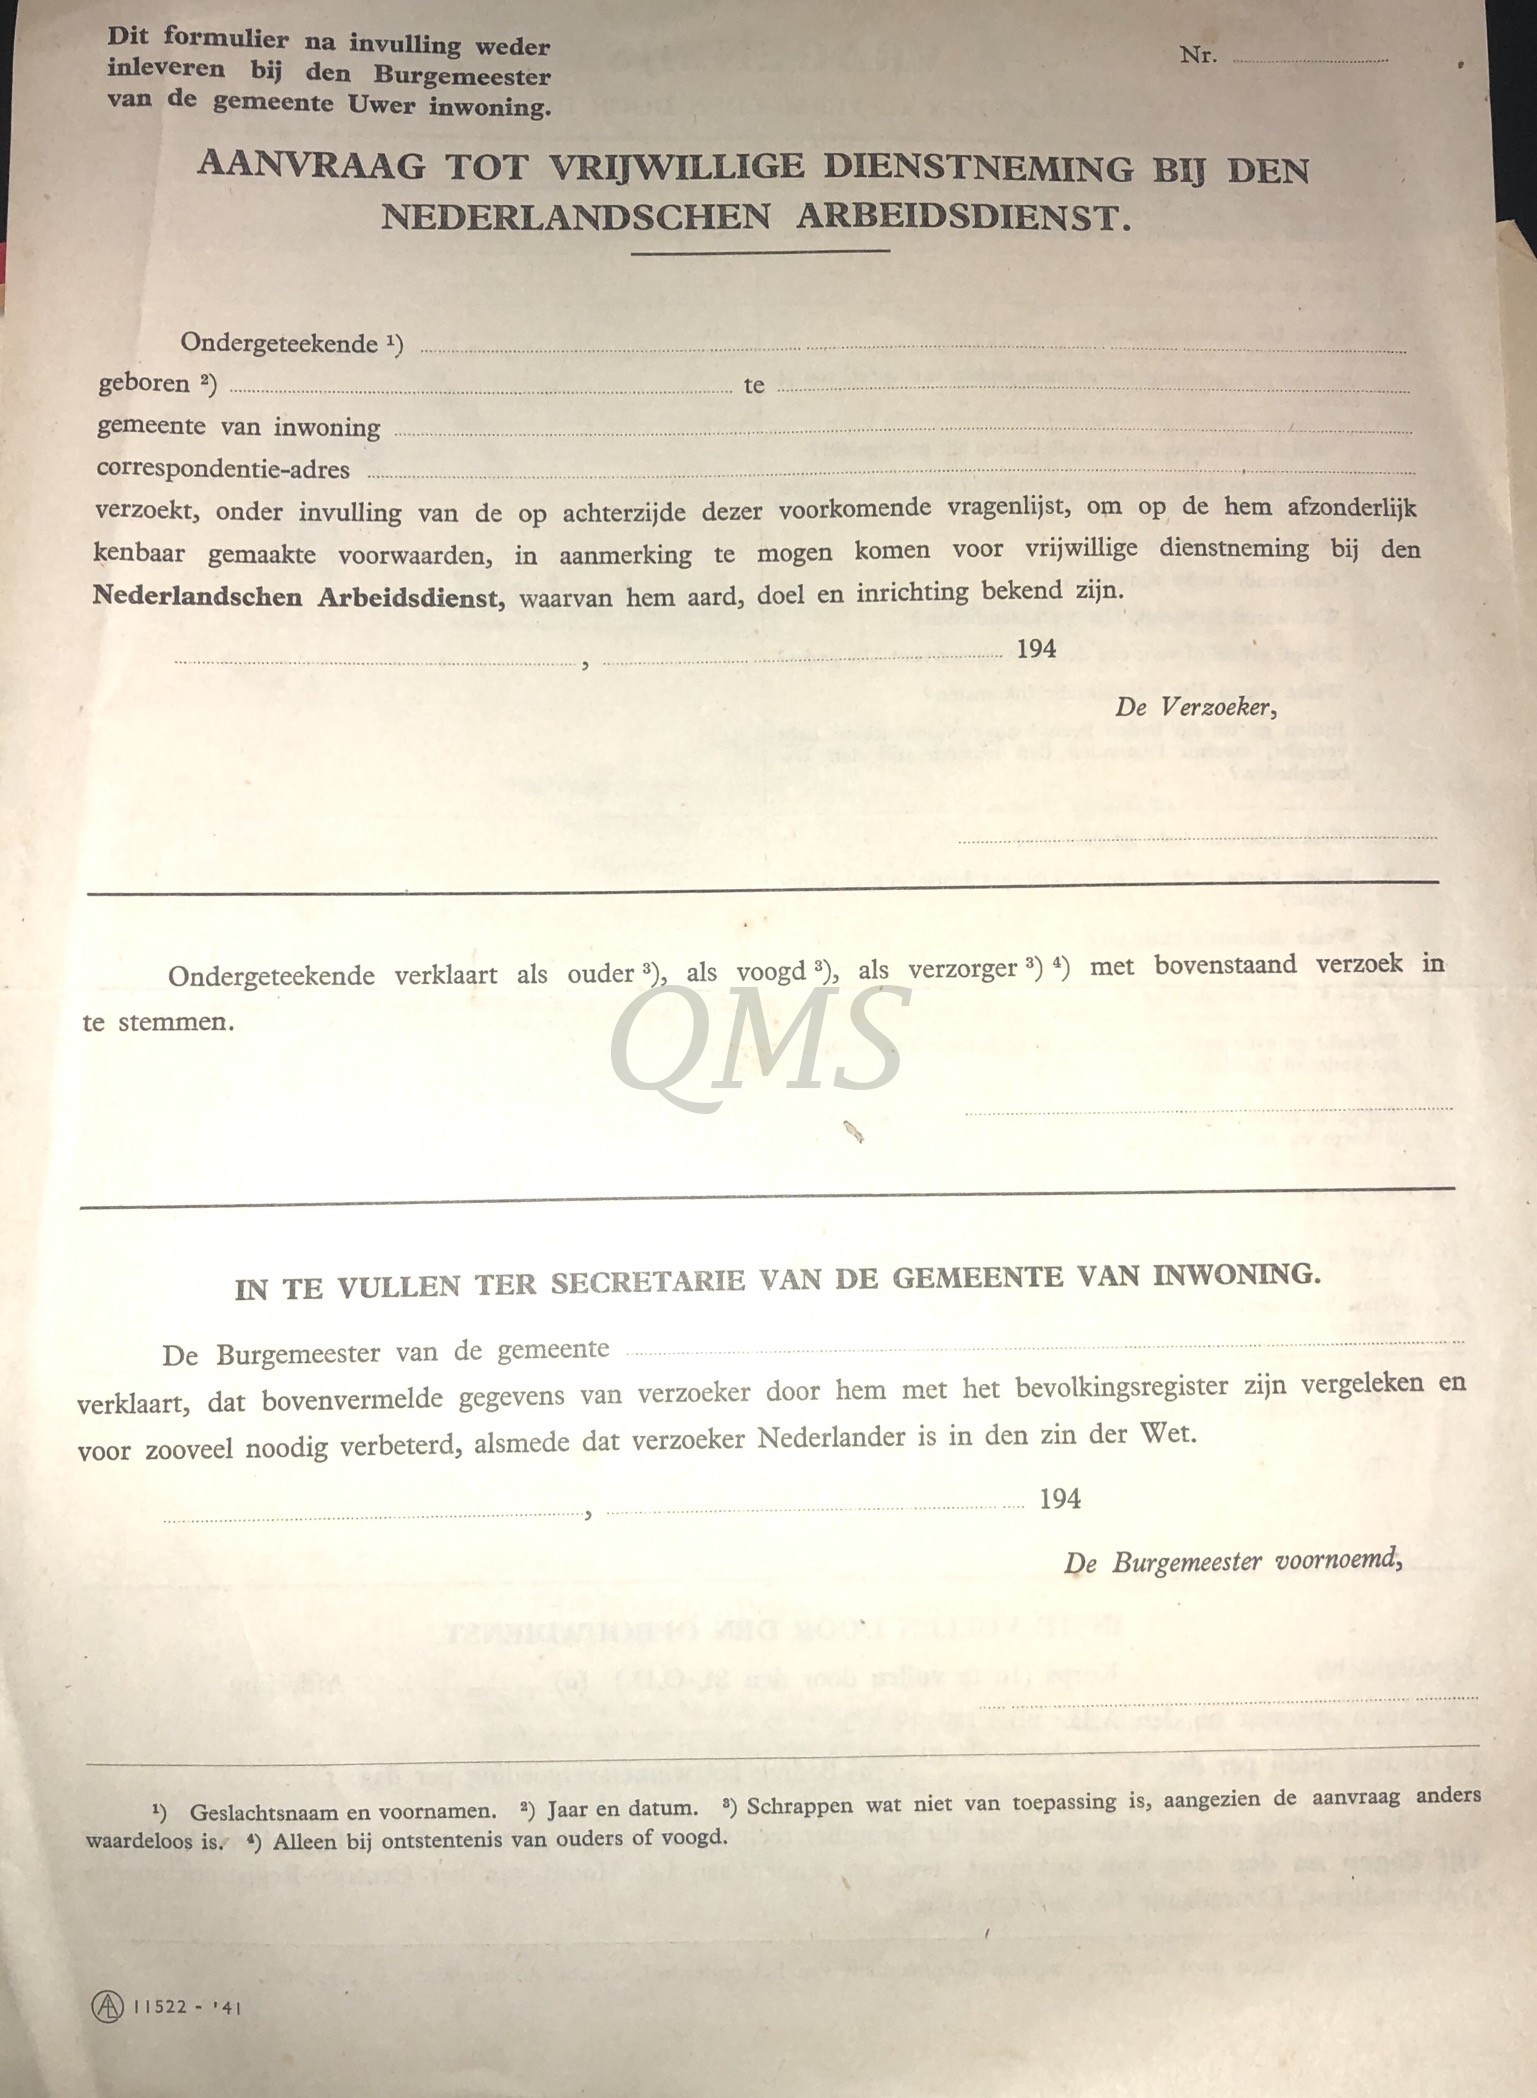 Dit formulier na invulling weder
inleveren bij den Burgemeester
van de gemeente Uwer inwoning.
Nr.
AANVRAAG TOT VRIJWILLIGE DIENSTNEMING BIJ DEN
NEDERLANDSCHEN ARBEIDSDIENST.
Ondergeteekende ¹)
geboren ²) te
gemeente van inwoning
correspondentie-adres
verzoekt, onder invulling van de op achterzijde dezer voorkomende vragenlijst, om op de hem afzonderlijk
kenbaar gemaakte voorwaarden, in aanmerking te mogen komen voor vrijwillige dienstneming bij den
Nederlandschen Arbeidsdienst, waarvan hem aard, doel en inrichting bekend zijn.
, 194
De Verzoeker,
Ondergeteekende verklaart als ouder ³), als voogd ³), als verzorger ³) ⁴) met bovenstaand verzoek in
te stemmen.
QMS
IN TE VULLEN TER SECRETARIE VAN DE GEMEENTE VAN INWONING.
De Burgemeester van de gemeente
verklaart, dat bovenvermelde gegevens van verzoeker door hem met het bevolkingsregister zijn vergeleken en
voor zooveel noodig verbeterd, alsmede dat verzoeker Nederlander is in den zin der Wet.
, 194
De Burgemeester voornoemd,
¹) Geslachtsnaam en voornamen. ²) Jaar en datum. ³) Schrappen wat niet van toepassing is, aangezien de aanvraag anders
waardeloos is. ⁴) Alleen bij ontstentenis van ouders of voogd.
11522 - '41